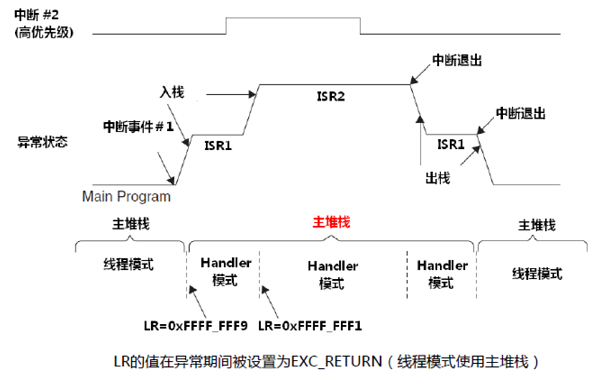 中断 #2
(高优先级)
中断退出
入栈
ISR2
中断事件#1
中断退出
异常状态
ISR1
ISR1
出栈
Main Program
主堆栈
主堆栈
主堆栈
线程模式
Handler
模式
Handler
模式
Handler
模式
线程模式
LR=0xFFFF_FFF9
LR=0xFFFF_FFF1
LR的值在异常期间被设置为EXC_RETURN（线程模式使用主堆栈）